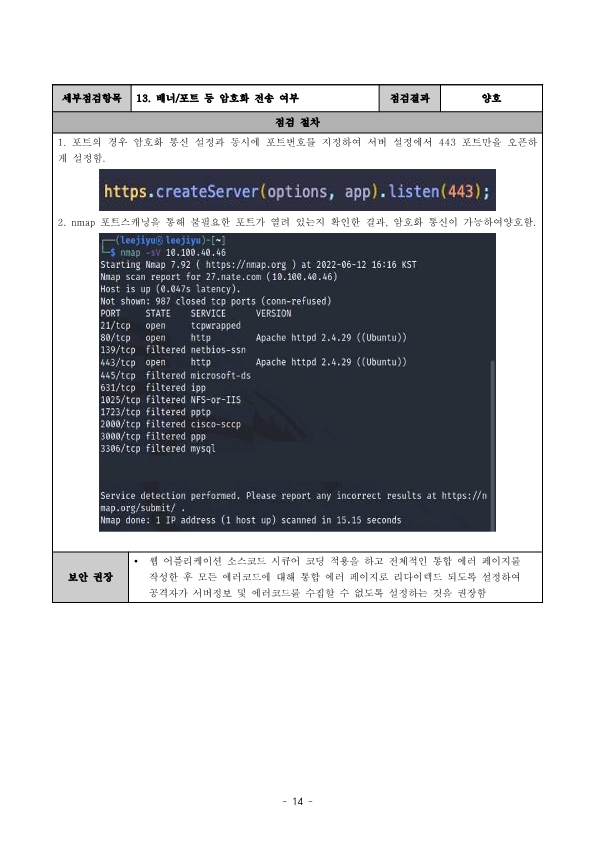 세부점검항목 13. 배너/포트 등 암호화 전송 여부 점검결과 양호
점검 절차
1. 포트의 경우 암호화 통신 설정과 동시에 포트번호를 지정하여 서버 설정에서 443 포트만을 오픈하
게 설정함.
https.createServer(options, app).listen(443);
2. nmap 포트스캐닝을 통해 불필요한 포트가 열려 있는지 확인한 결과, 암호화 통신이 가능하여양호함.
┌──(leejiyu㉿leejiyu)-[~]
└─$ nmap -sV 10.100.40.46
Starting Nmap 7.92 ( https://nmap.org ) at 2022-06-12 16:16 KST
Nmap scan report for 27.nate.com (10.100.40.46)
Host is up (0.047s latency).
Not shown: 987 closed tcp ports (conn-refused)
PORT STATE SERVICE VERSION
21/tcp open tcpwrapped
80/tcp open http Apache httpd 2.4.29 ((Ubuntu))
139/tcp filtered netbios-ssn
443/tcp open http Apache httpd 2.4.29 ((Ubuntu))
445/tcp filtered microsoft-ds
631/tcp filtered ipp
1025/tcp filtered NFS-or-IIS
1723/tcp filtered pptp
2000/tcp filtered cisco-sccp
3000/tcp filtered ppp
3306/tcp filtered mysql
Service detection performed. Please report any incorrect results at https://n
map.org/submit/ .
Nmap done: 1 IP address (1 host up) scanned in 15.15 seconds
보안 권장
• 웹 어플리케이션 소스코드 시큐어 코딩 적용을 하고 전체적인 통합 에러 페이지를
작성한 후 모든 에러코드에 대해 통합 에러 페이지로 리다이렉트 되도록 설정하여
공격자가 서버정보 및 에러코드를 수집할 수 없도록 설정하는 것을 권장함
- 14 -